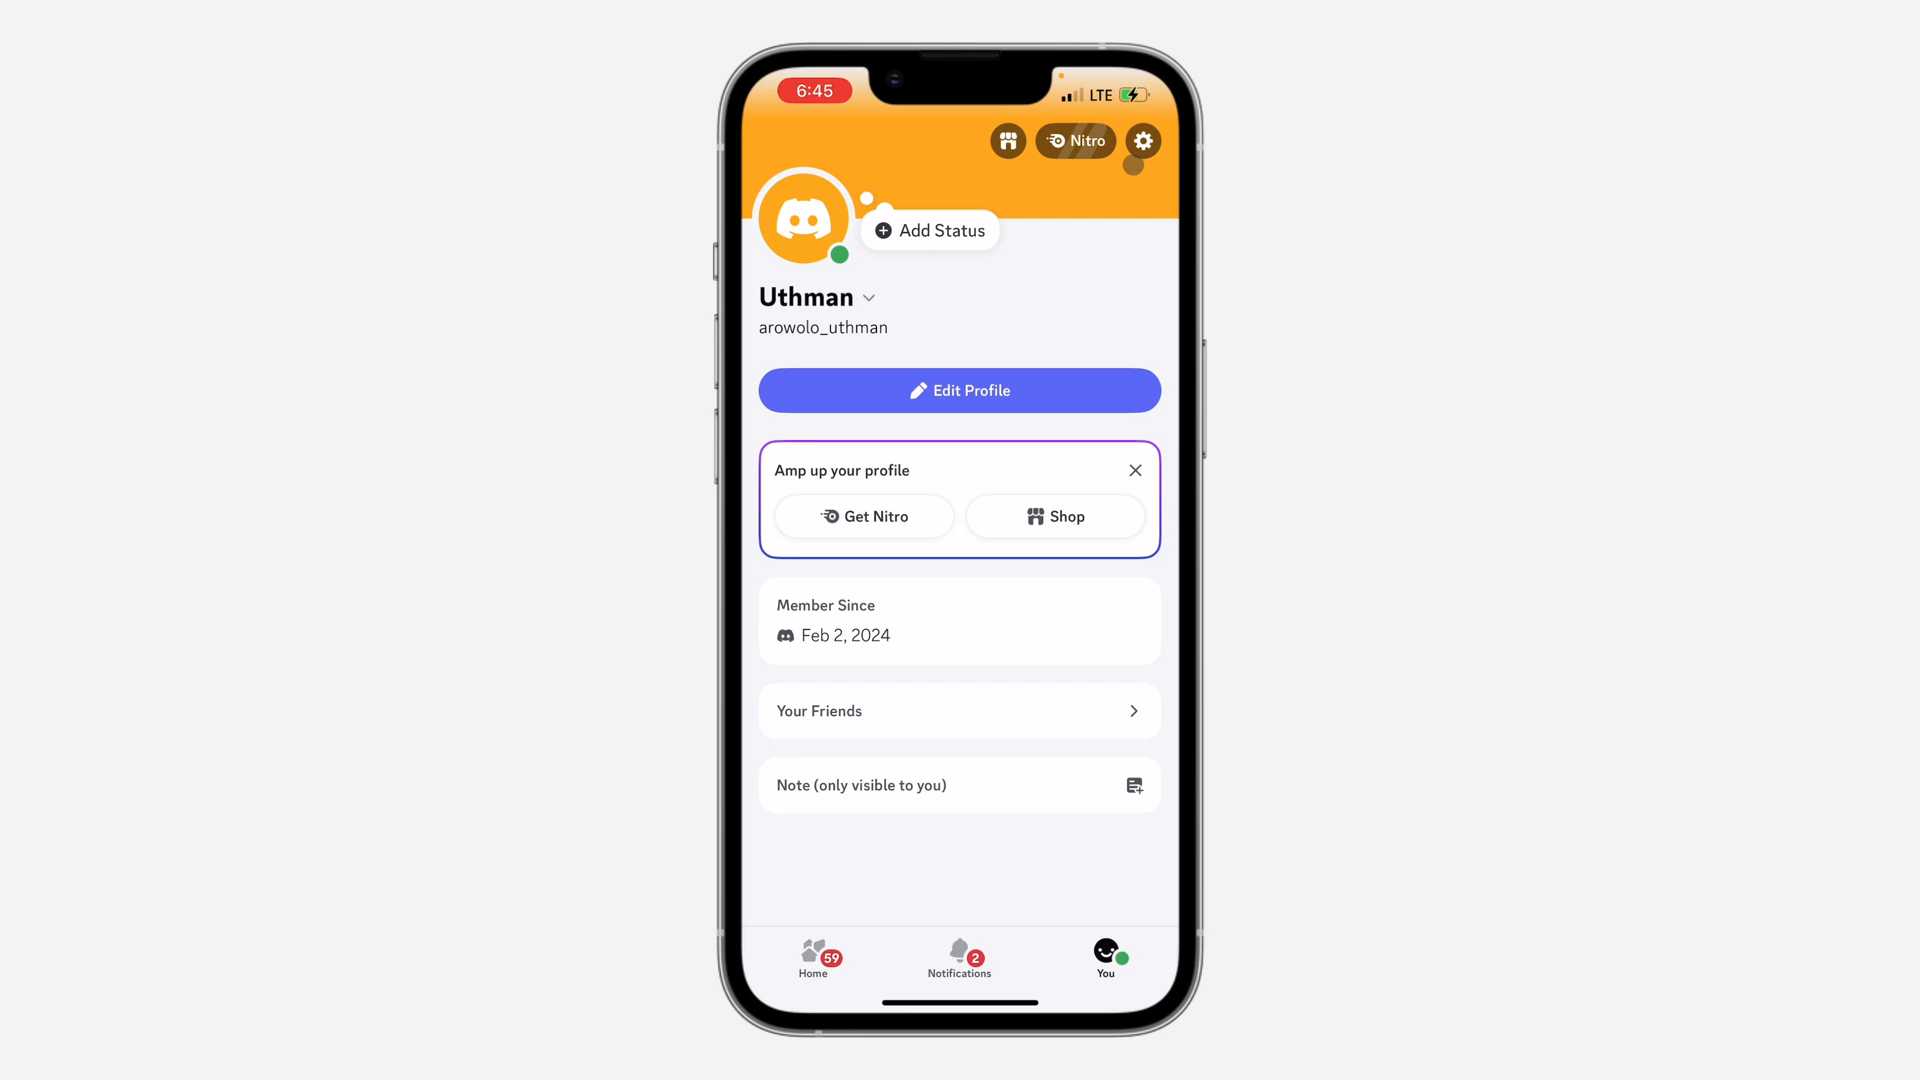 6:45
LTE
Nitro
Add Status
Uthman
arowolo_uthman
Edit Profile
Amp up your profile
Get Nitro
Shop
Member Since
Feb 2, 2024
Your Friends
Note (only visible to you)
59
2
Home
Notifications
You